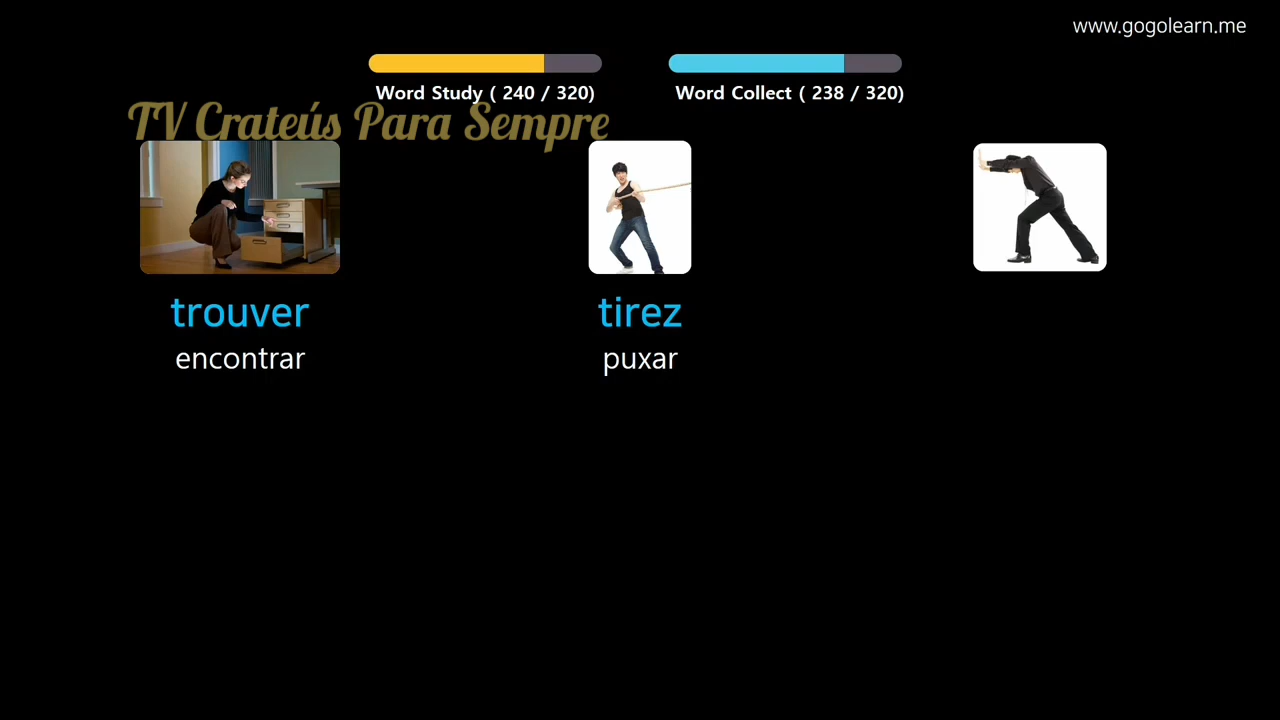 www.gogolearn.me
Word Study ( 240 / 320)
Word Collect ( 238 / 320)
TV Crateús Para Sempre
trouver
tirez
encontrar
puxar